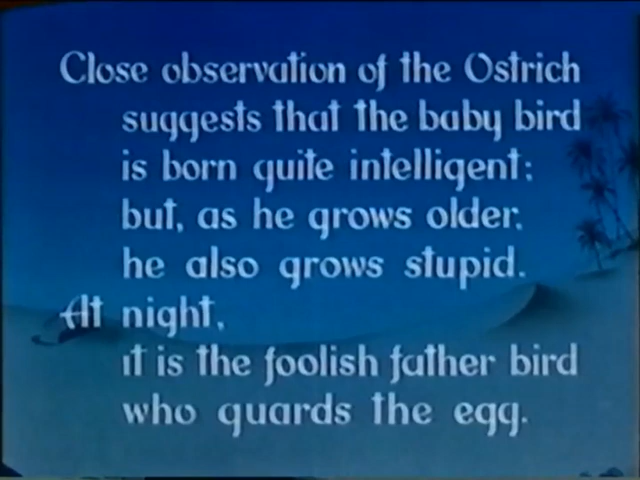 Close observation of the Ostrich
suggests that the baby bird
is born quite intelligent;
but, as he grows older,
he also grows stupid.
At night,
it is the foolish father bird
who guards the egg.